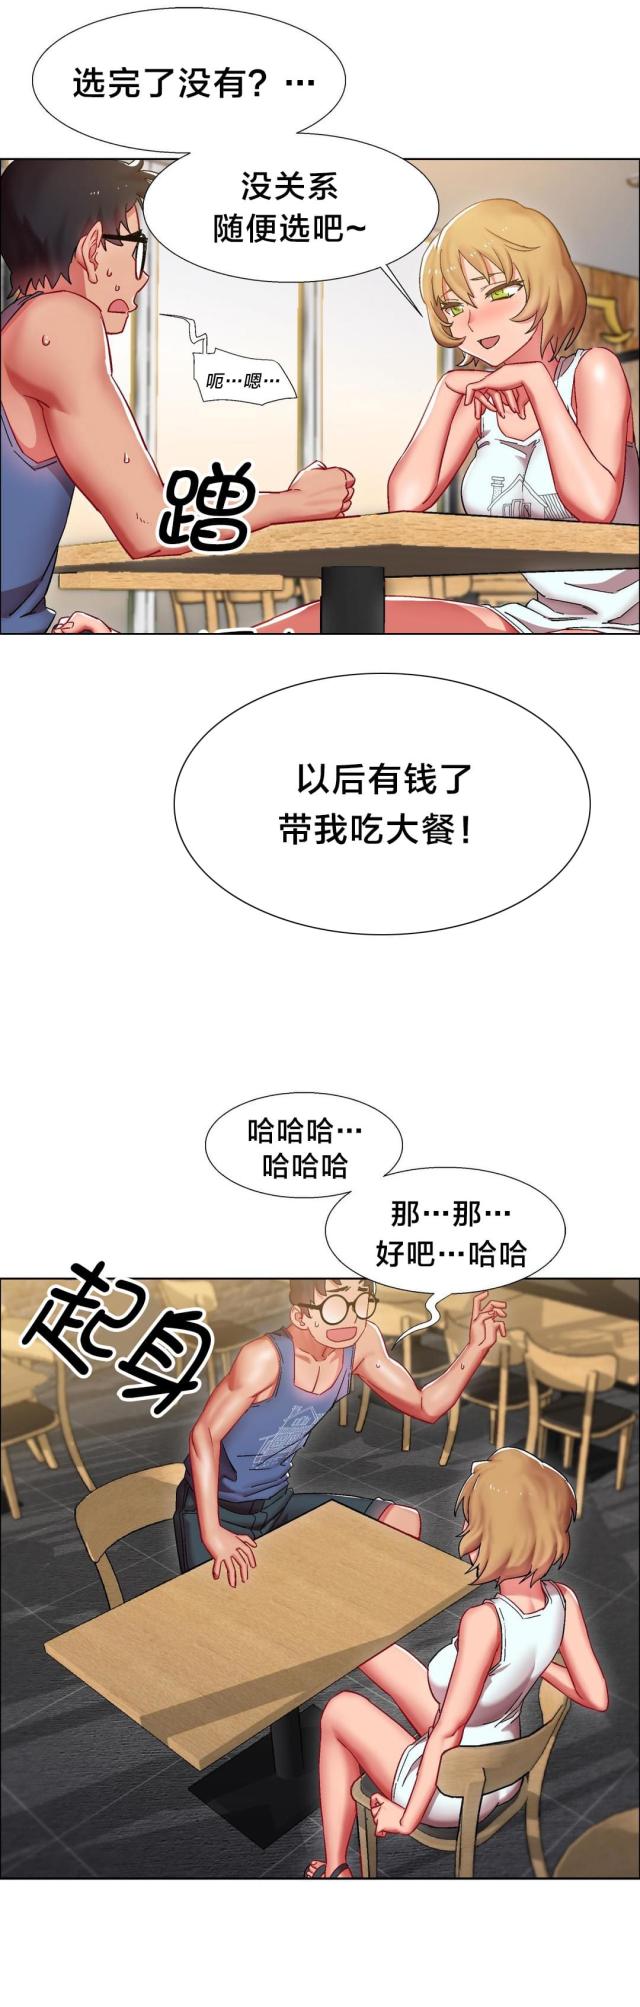 选完了没有？…
没关系
随便选吧~
呃…嗯…
蹭
以后有钱了
带我吃大餐！
哈哈哈…
哈哈哈
那…那…
好吧…哈哈
起身